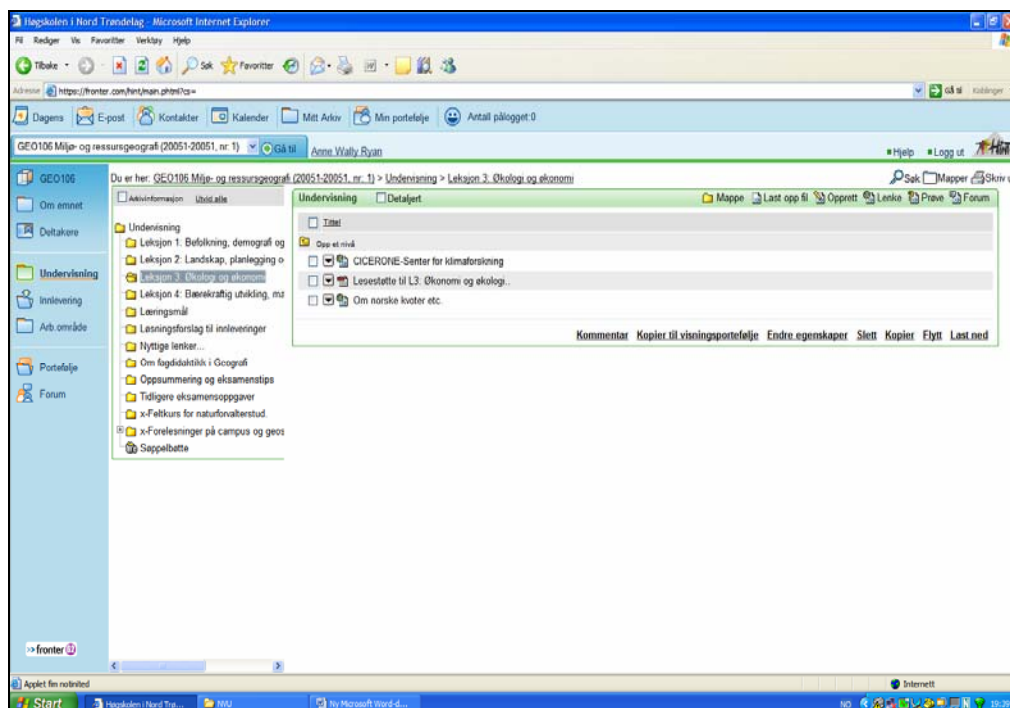 Høgskolen i Nord Trøndelag - Microsoft Internet Explorer
Fil Rediger Vis Favoritter Verktøy Hjelp
Tilbake Søk Favoritter
Adresse https://fronter.com/hint/main.phtml?cs= Gå til Koblinger
Dagens E-post Kontakter Kalender Mitt Arkiv Min portefølje Antall pålogget:0
GEO106 Miljø- og ressursgeografi (20051-20051, nr: 1) Gå til Anne Wally Ryan Hjelp Logg ut HiNT
GEO106
Om emnet
Deltakere
Undervisning
Innlevering
Arb.område
Portefølje
Forum
>>fronter
Du er her: GEO106 Miljø- og ressursgeografi (20051-20051, nr: 1) > Undervisning > Leksjon 3: Økologi og økonomi Søk Mapper Skriv u
Arkivinformasjon Utvid alle
Undervisning
Leksjon 1: Befolkning, demografi og
Leksjon 2: Landskap, planlegging o
Leksjon 3: Økologi og økonomi
Leksjon 4: Bærekraftig utvikling, ma
Læringsmål
Løsningsforslag til innleveringer
Nyttige lenker...
Om fagdidaktikk i Geografi
Oppsummering og eksamenstips
Tidligere eksamensoppgaver
x-Feltkurs for naturforvalterstud.
x-Forelesninger på campus og geos
Søppelbøtte
Undervisning Detaljert Mappe Last opp fil Opprett Lenke Prøve Forum
Tittel
Opp et nivå
CICERONE-Senter for klimaforskning
Lesestøtte til L3: Økonomi og økologi..
Om norske kvoter etc.
Kommentar Kopier til visningsportefølje Endre egenskaper Slett Kopier Flytt Last ned
Applet fim notinited Internett
Start Høgskolen i Nord Trø... NVU Ny Microsoft Word-d... NO 19:29